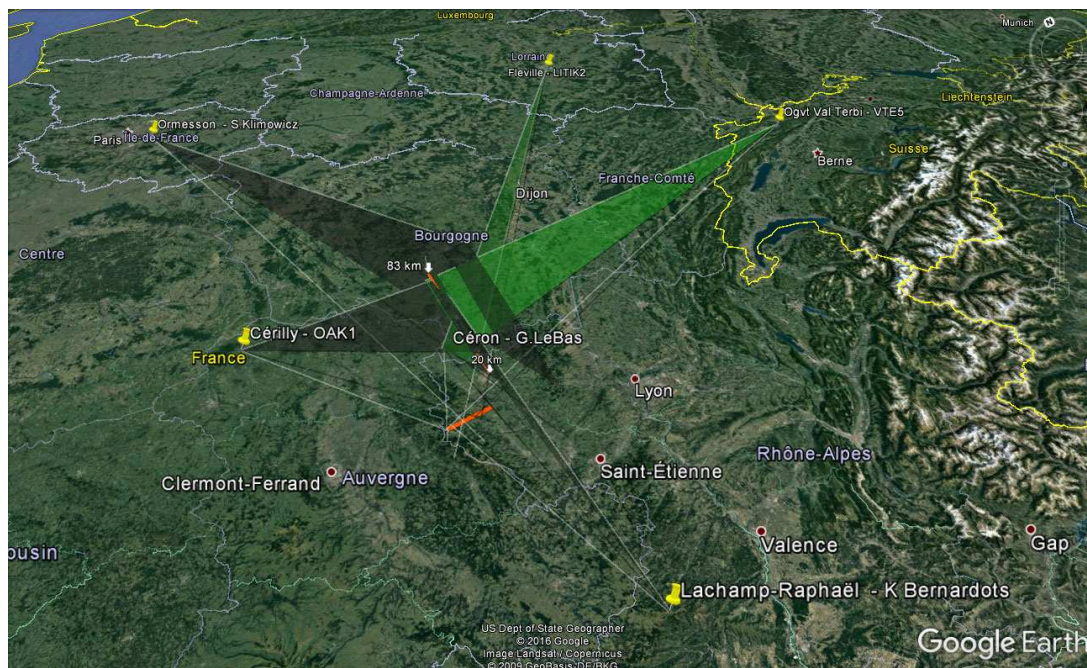 Luxembourg
Munich
N
Lorrain
Fléville - LITIK2
Champagne-Ardenne
Liechtenstein
Ogvt Val Terbi - VTE5
Ormesson - S.Klimowicz
Paris
Île-de-France
Suisse
Berne
Franche-Comté
Dijon
Bourgogne
Centre
83 km
Cérilly - OAK1
Céron - G.LeBas
France
20 km
Lyon
Rhône-Alpes
Saint-Étienne
Clermont-Ferrand
Auvergne
Valence
Gap
ousin
Lachamp-Raphaël - K Bernardots
US Dept of State Geographer
© 2016 Google
Image Landsat / Copernicus
© 2009 GeoBasis-DE/BKG
Google Earth